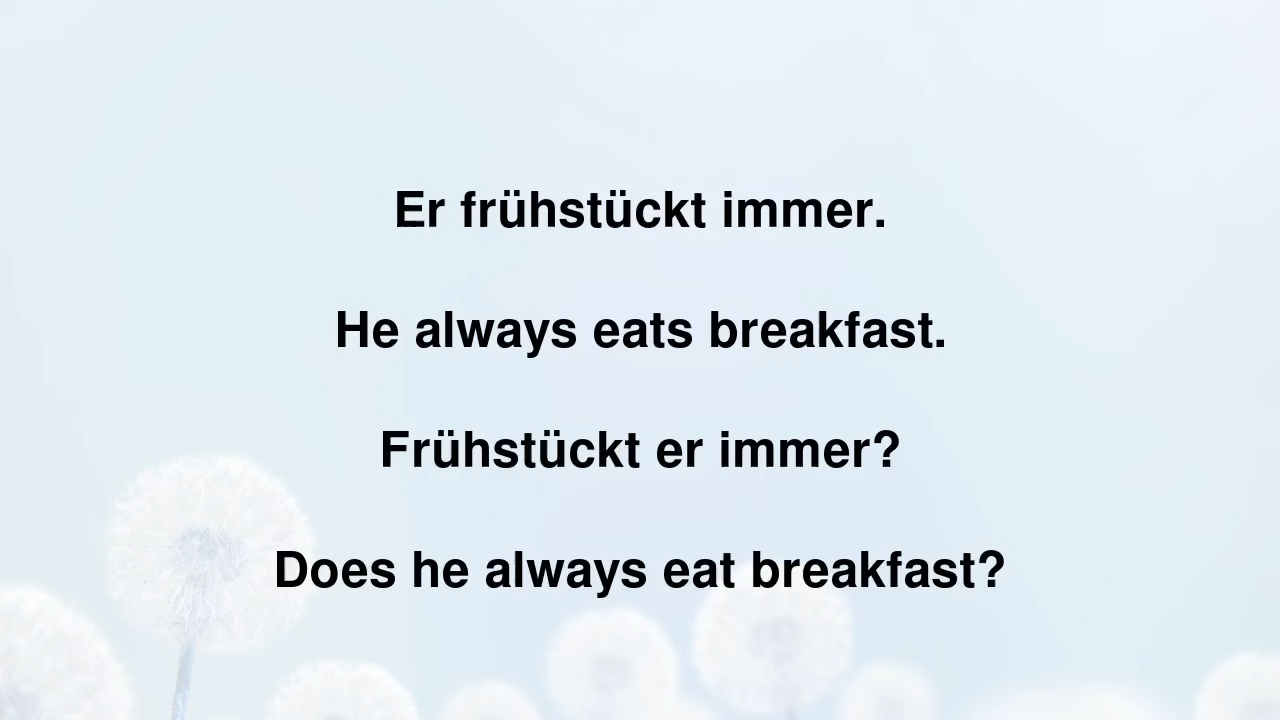 Er frühstückt immer.
He always eats breakfast.
Frühstückt er immer?
Does he always eat breakfast?